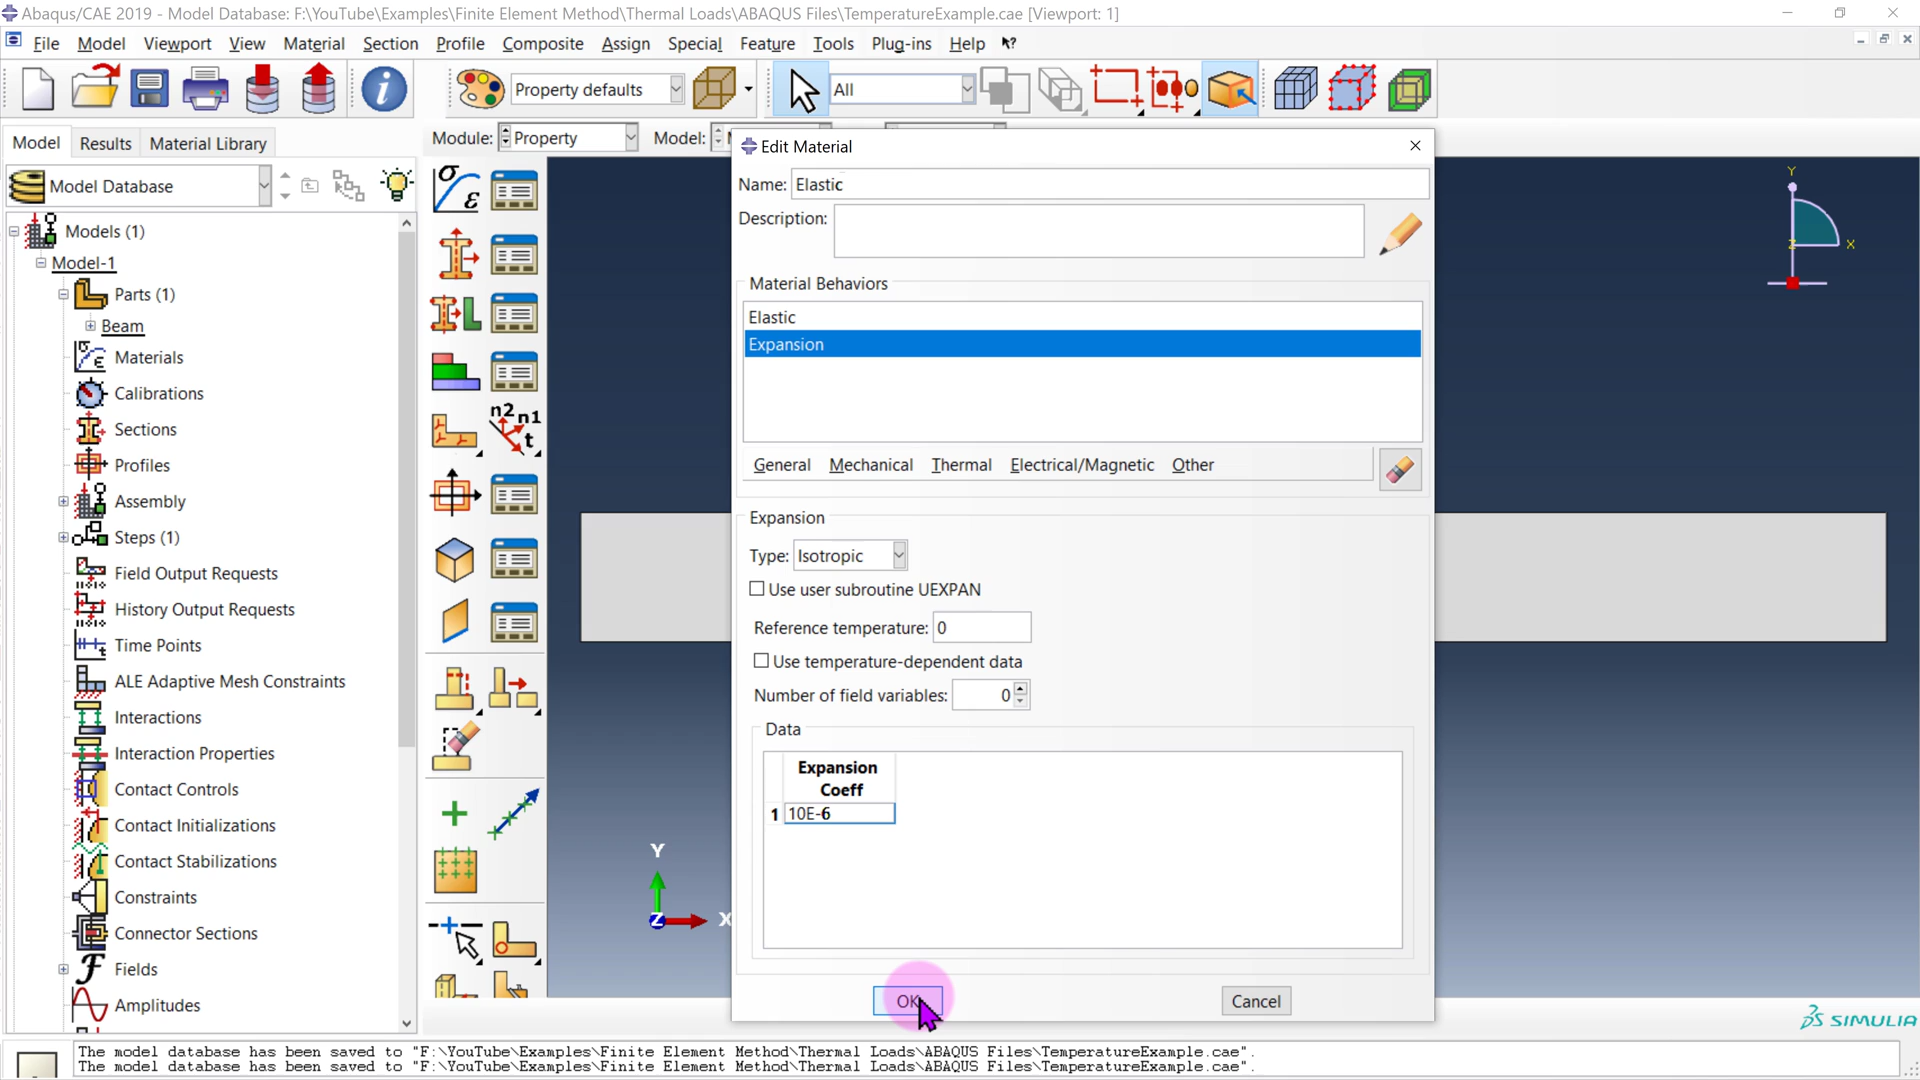 Abaqus/CAE 2019 - Model Database: F:\YouTube\Examples\Finite Element Method\Thermal Loads\ABAQUS Files\TemperatureExample.cae [Viewport: 1]
File Model Viewport View Material Section Profile Composite Assign Special Feature Tools Plug-ins Help
Property defaults All
Model Results Material Library Module: Property Model:
Model Database
Models (1)
Model-1
Parts (1)
Beam
Materials
Calibrations
Sections
Profiles
Assembly
Steps (1)
Field Output Requests
History Output Requests
Time Points
ALE Adaptive Mesh Constraints
Interactions
Interaction Properties
Contact Controls
Contact Initializations
Contact Stabilizations
Constraints
Connector Sections
Fields
Amplitudes
σ ε
n2 n1
t
Edit Material
Name: Elastic
Description:
Material Behaviors
Elastic
Expansion
General Mechanical Thermal Electrical/Magnetic Other
Expansion
Type: Isotropic
Use user subroutine UEXPAN
Reference temperature: 0
Use temperature-dependent data
Number of field variables: 0
Data
Expansion
Coeff
1 10E-6
OK Cancel
Y
X
Z
Y
X
Z
SIMULIA
The model database has been saved to "F:\YouTube\Examples\Finite Element Method\Thermal Loads\ABAQUS Files\TemperatureExample.cae".
The model database has been saved to "F:\YouTube\Examples\Finite Element Method\Thermal Loads\ABAQUS Files\TemperatureExample.cae".